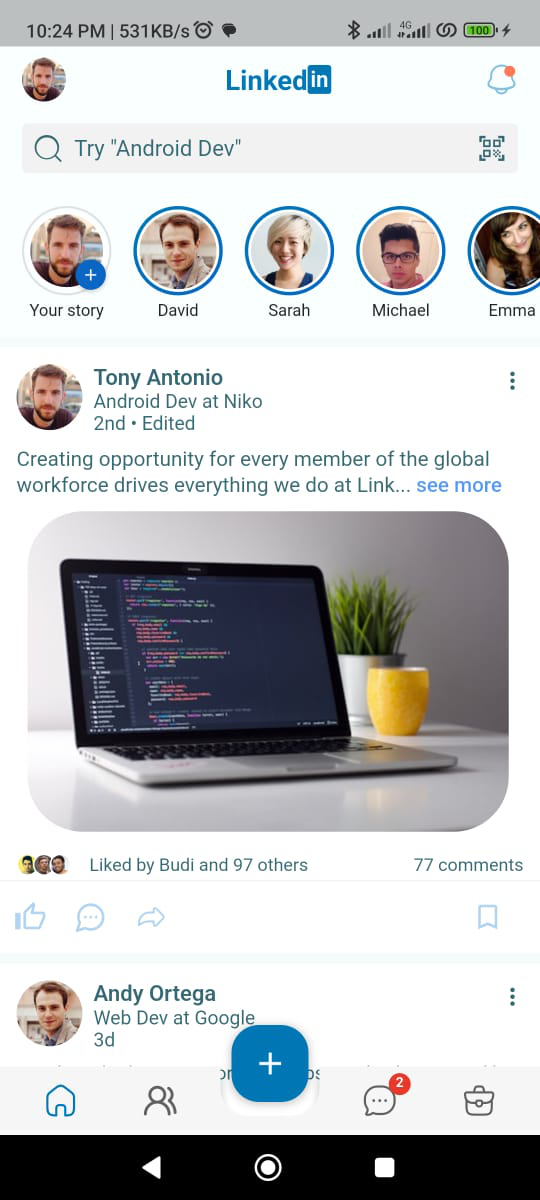 10:24 PM | 531KB/s
4G
100
Linkedin
Try "Android Dev"
Your story
David
Sarah
Michael
Emma
Tony Antonio
Android Dev at Niko
2nd • Edited
Creating opportunity for every member of the global
workforce drives everything we do at Link... see more
Liked by Budi and 97 others
77 comments
Andy Ortega
Web Dev at Google
3d
2